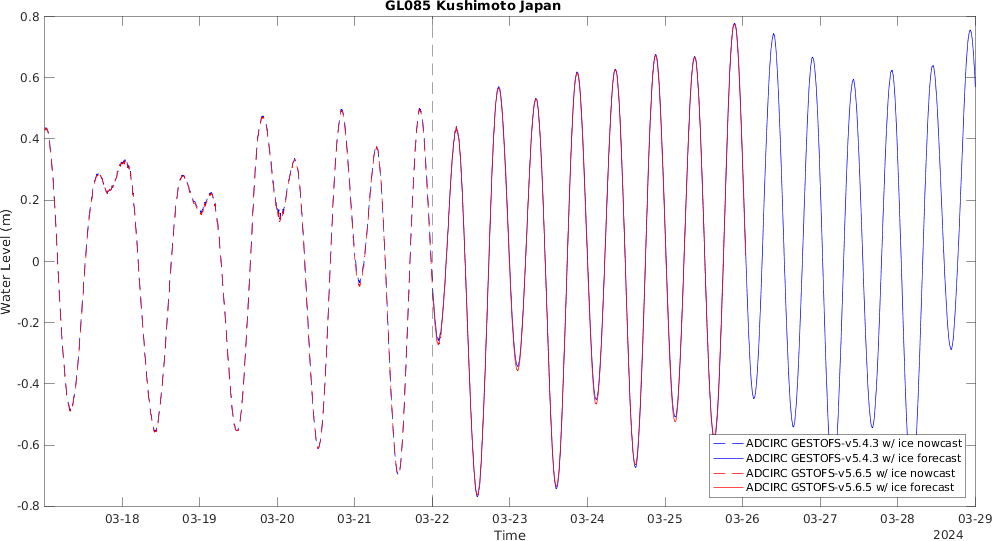 GL085 Kushimoto Japan
0.8
0.6
0.4
0.2
0
-0.2
-0.4
-0.6
-0.8
Water Level (m)
ADCIRC GESTOFS-v5.4.3 w/ ice nowcast
ADCIRC GESTOFS-v5.4.3 w/ ice forecast
ADCIRC GSTOFS-v5.6.5 w/ ice nowcast
ADCIRC GSTOFS-v5.6.5 w/ ice forecast
03-18 03-19 03-20 03-21 03-22 03-23 03-24 03-25 03-26 03-27 03-28 03-29
Time 2024